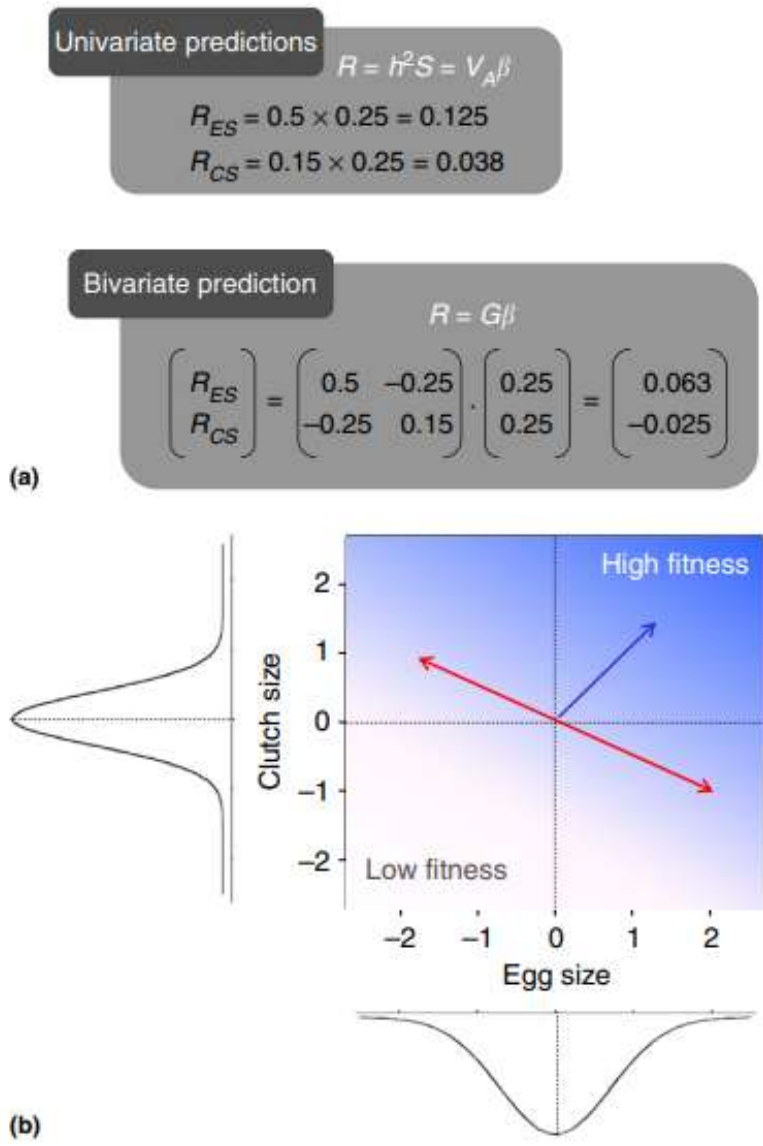 Univariate predictions
R = h²S = V_Aβ
R_ES = 0.5 × 0.25 = 0.125
R_CS = 0.15 × 0.25 = 0.038
Bivariate prediction
R = Gβ
(R_ES) = (0.5 −0.25) . (0.25) = (0.063)
(R_CS) (−0.25 0.15) (0.25) (−0.025)
(a)
High fitness
2
1
0
−1
−2
Clutch size
Low fitness
−2 −1 0 1 2
Egg size
(b)